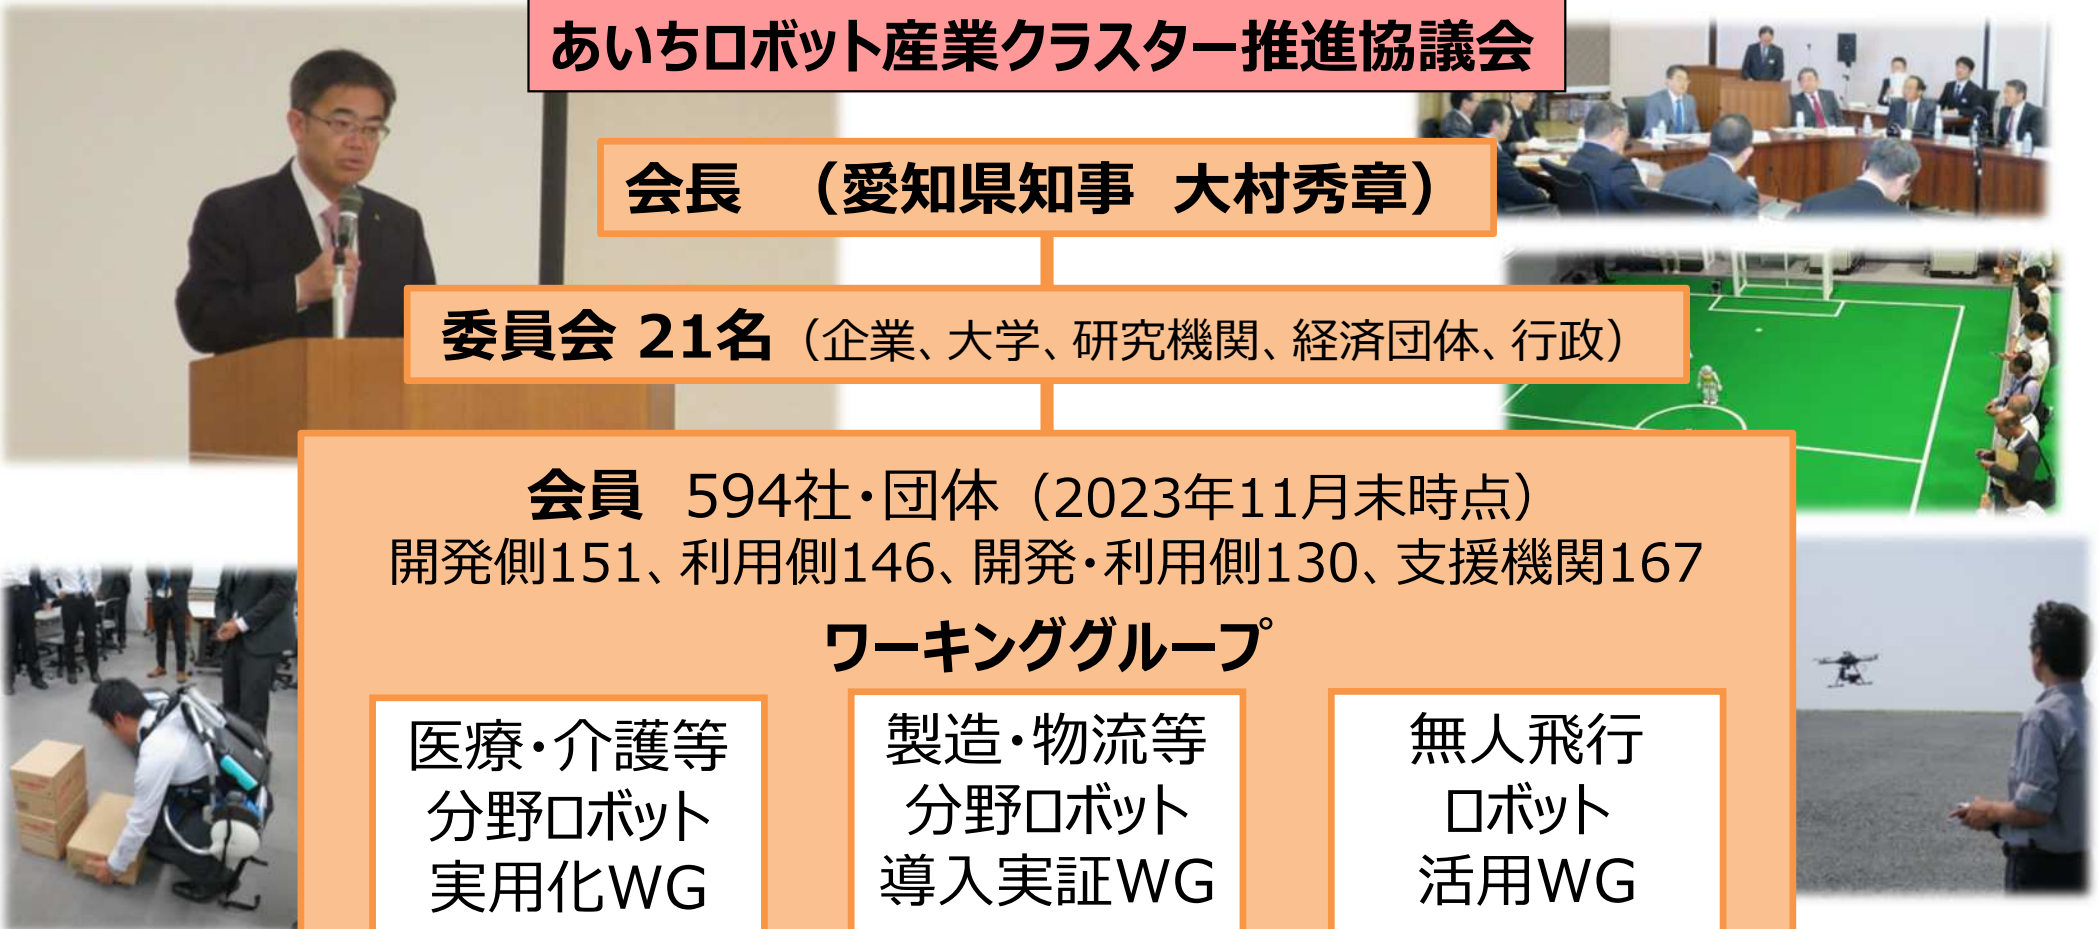 あいちロボット産業クラスター推進協議会
会長　（愛知県知事　大村秀章）
委員会 21名（企業、大学、研究機関、経済団体、行政）
会員　594社・団体（2023年11月末時点）
開発側151、利用側146、開発・利用側130、支援機関167
ワーキンググループ
医療・介護等
分野ロボット
実用化WG
製造・物流等
分野ロボット
導入実証WG
無人飛行
ロボット
活用WG